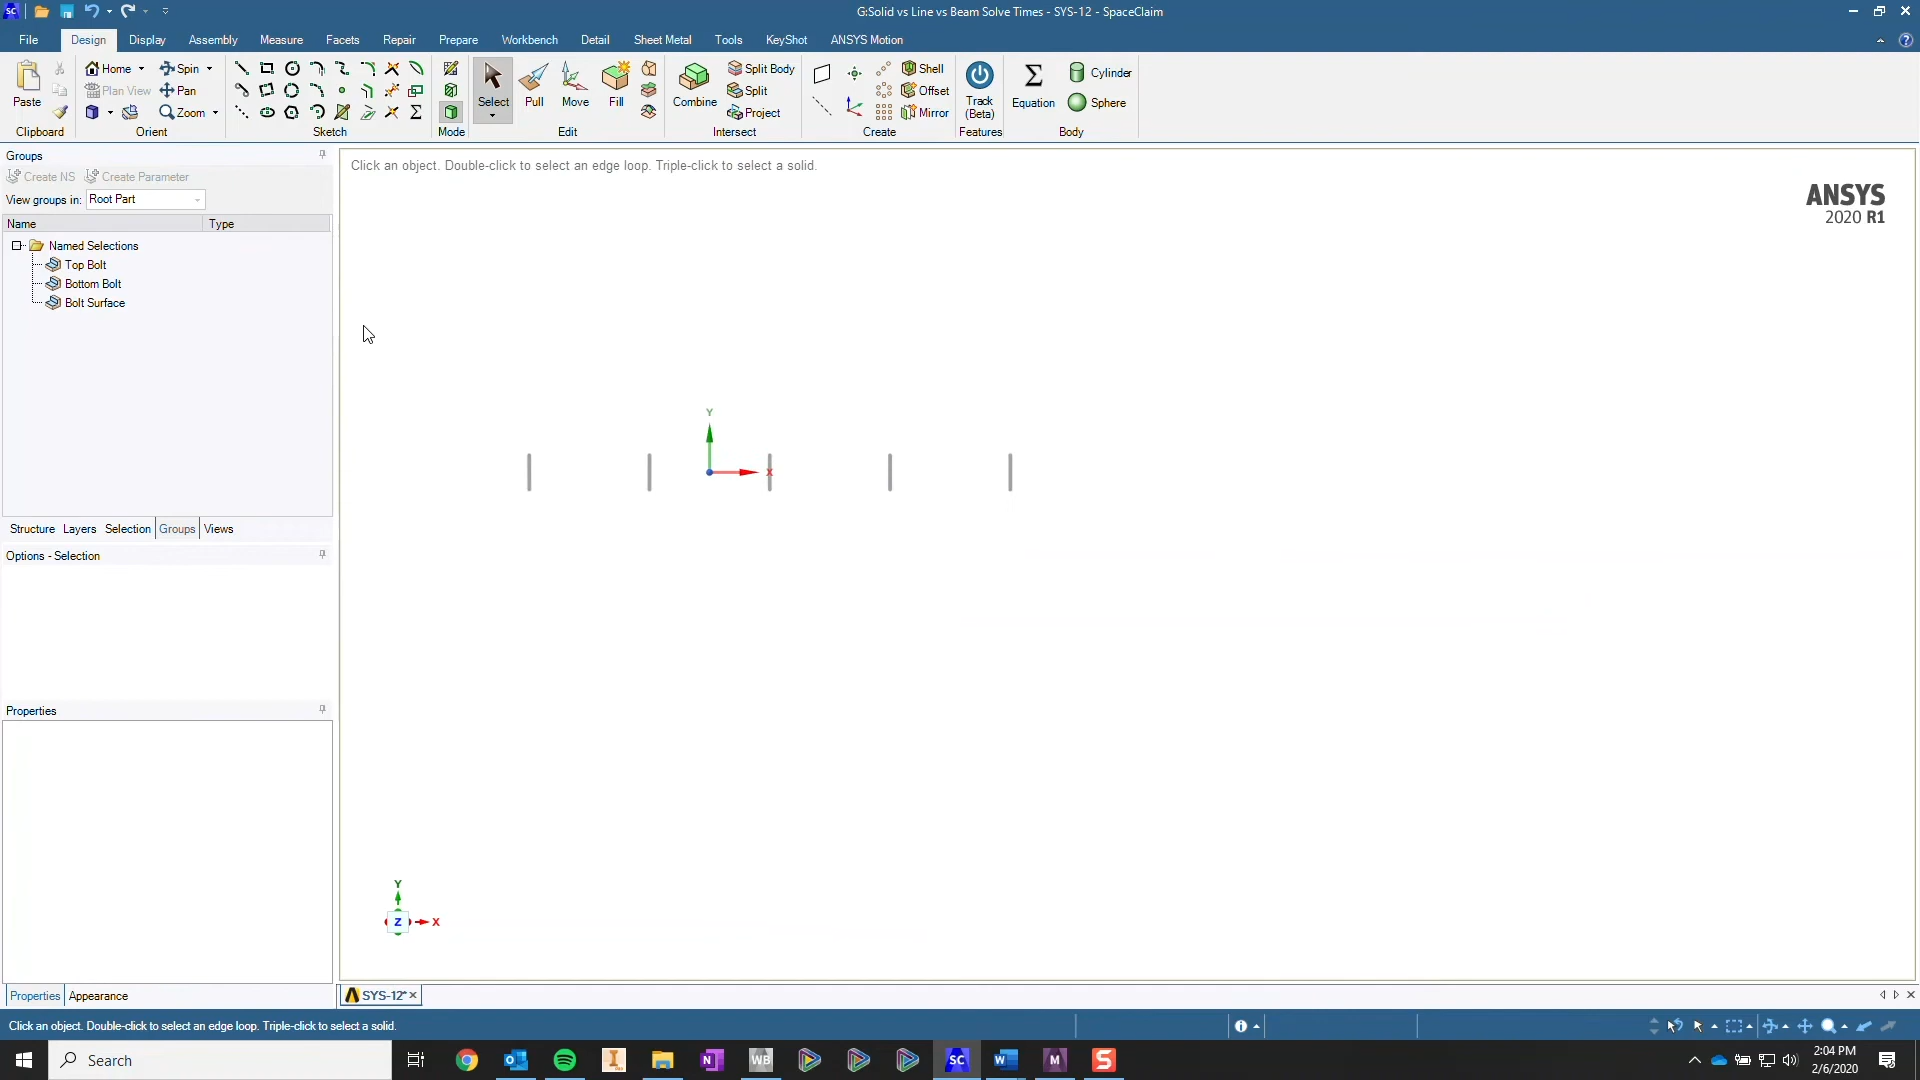 SC
G:Solid vs Line vs Beam Solve Times - SYS-12 - SpaceClaim
File Design Display Assembly Measure Facets Repair Prepare Workbench Detail Sheet Metal Tools KeyShot ANSYS Motion
Paste
Clipboard
Home Spin
Plan View Pan
Zoom
Orient
Sketch
Mode
Select Pull Move Fill
Edit
Combine
Split Body
Split
Project
Intersect
Shell
Offset
Mirror
Create
Track
(Beta)
Features
Equation
Cylinder
Sphere
Body
Groups
Create NS Create Parameter
View groups in: Root Part
Name Type
Named Selections
Top Bolt
Bottom Bolt
Bolt Surface
Structure Layers Selection Groups Views
Options - Selection
Properties
Properties Appearance
Click an object. Double-click to select an edge loop. Triple-click to select a solid.
ANSYS
2020 R1
Y
X
Y
Z X
SYS-12*
Click an object. Double-click to select an edge loop. Triple-click to select a solid.
Search
N WB SC W M S
2:04 PM
2/6/2020